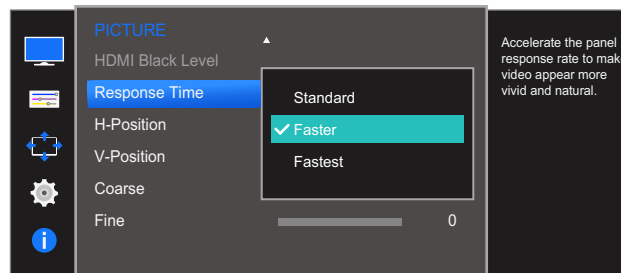 PICTURE
HDMI Black Level
Response Time
Standard
Faster
Fastest
H-Position
V-Position
Coarse
Fine
0
Accelerate the panel
response rate to make
video appear more
vivid and natural.
i